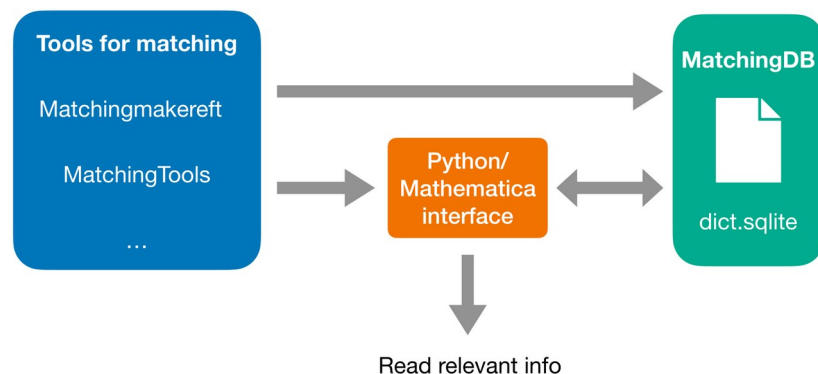 Tools for matching
Matchingmakereft
MatchingTools
...
Python/
Mathematica
interface
MatchingDB
dict.sqlite
Read relevant info